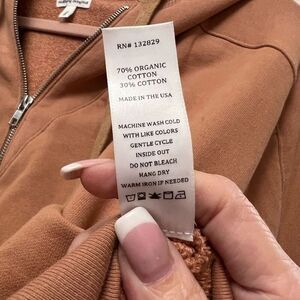 RN# 132829
70% ORGANIC
COTTON
30% COTTON
MADE IN THE USA
MACHINE WASH COLD
WITH LIKE COLORS
GENTLE CYCLE
INSIDE OUT
DO NOT BLEACH
HANG DRY
WARM IRON IF NEEDED